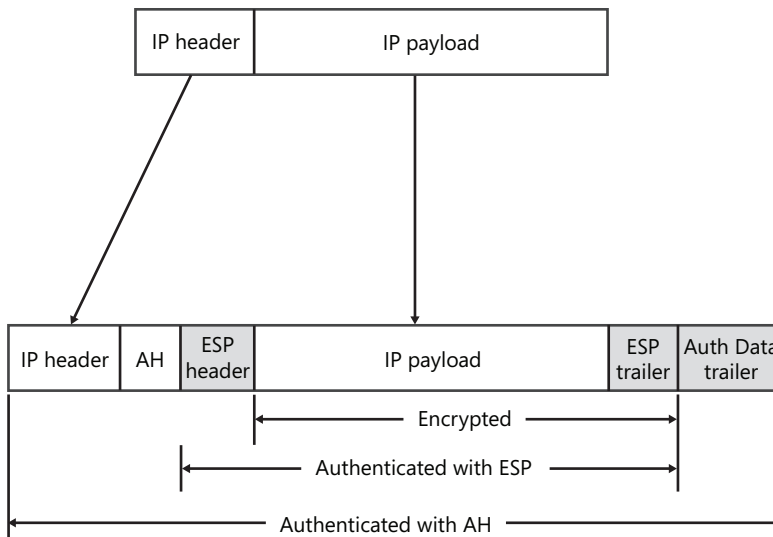 IP header
IP payload
IP header
AH
ESP
header
IP payload
ESP
trailer
Auth Data
trailer
Encrypted
Authenticated with ESP
Authenticated with AH